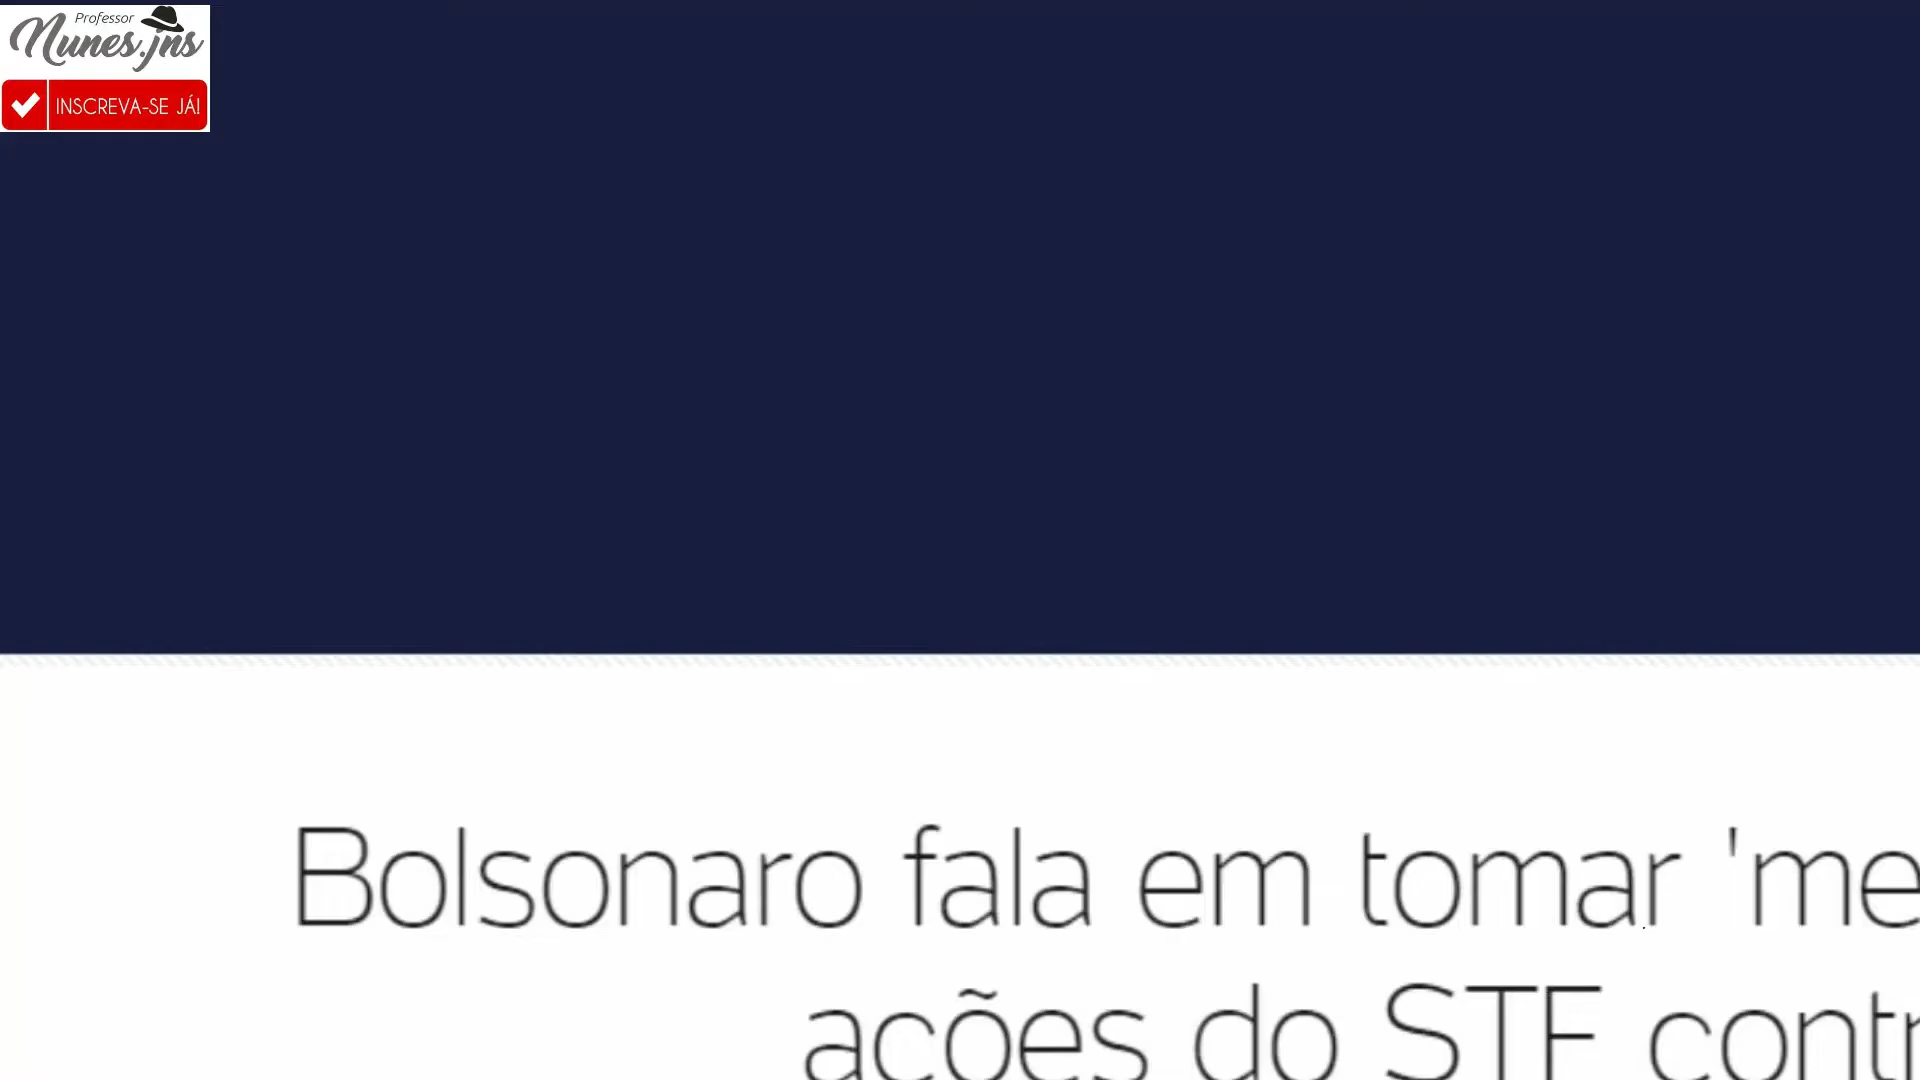 Professor
Nunes.jns
INSCREVA-SE JÁ!
Bolsonaro fala em tomar 'me
ações do STF contr